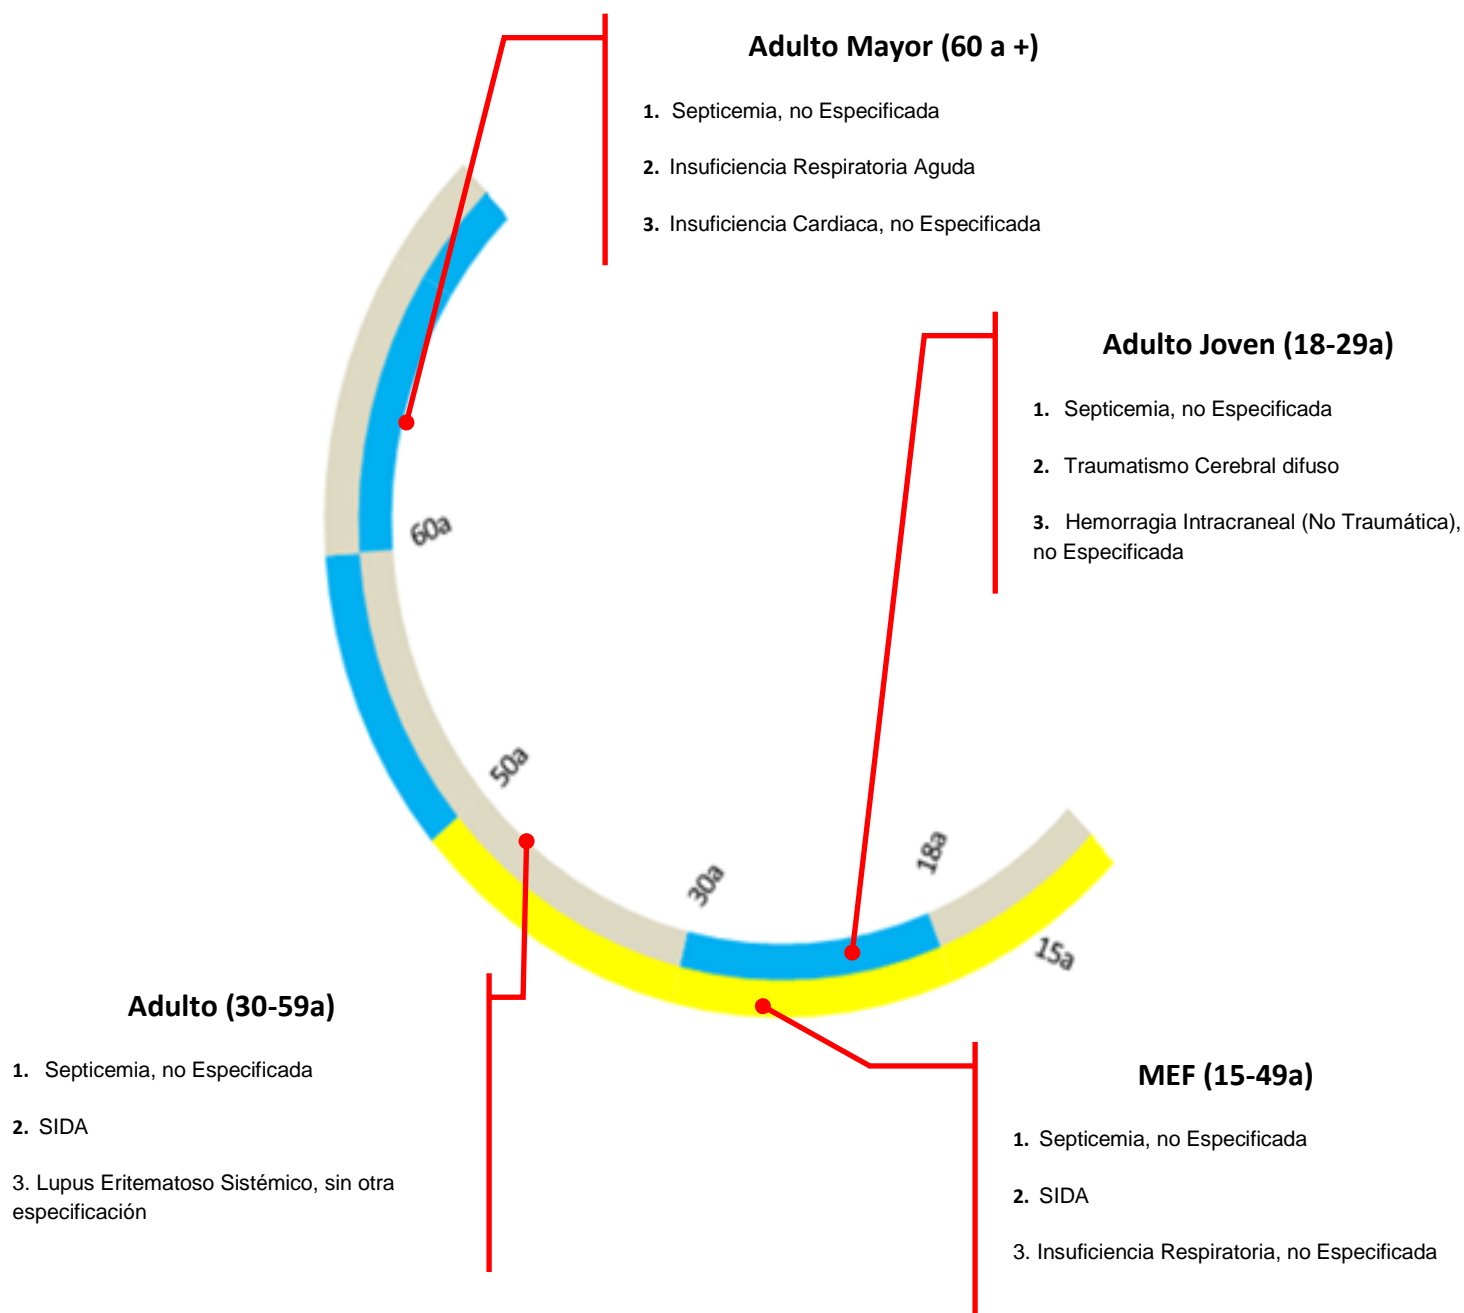 Adulto Mayor (60 a +)
1. Septicemia, no Especificada
2. Insuficiencia Respiratoria Aguda
3. Insuficiencia Cardiaca, no Especificada
Adulto Joven (18-29a)
1. Septicemia, no Especificada
2. Traumatismo Cerebral difuso
3. Hemorragia Intracraneal (No Traumática),
no Especificada
60a
50a
30a
18a
15a
Adulto (30-59a)
1. Septicemia, no Especificada
2. SIDA
3. Lupus Eritematoso Sistémico, sin otra
especificación
MEF (15-49a)
1. Septicemia, no Especificada
2. SIDA
3. Insuficiencia Respiratoria, no Especificada